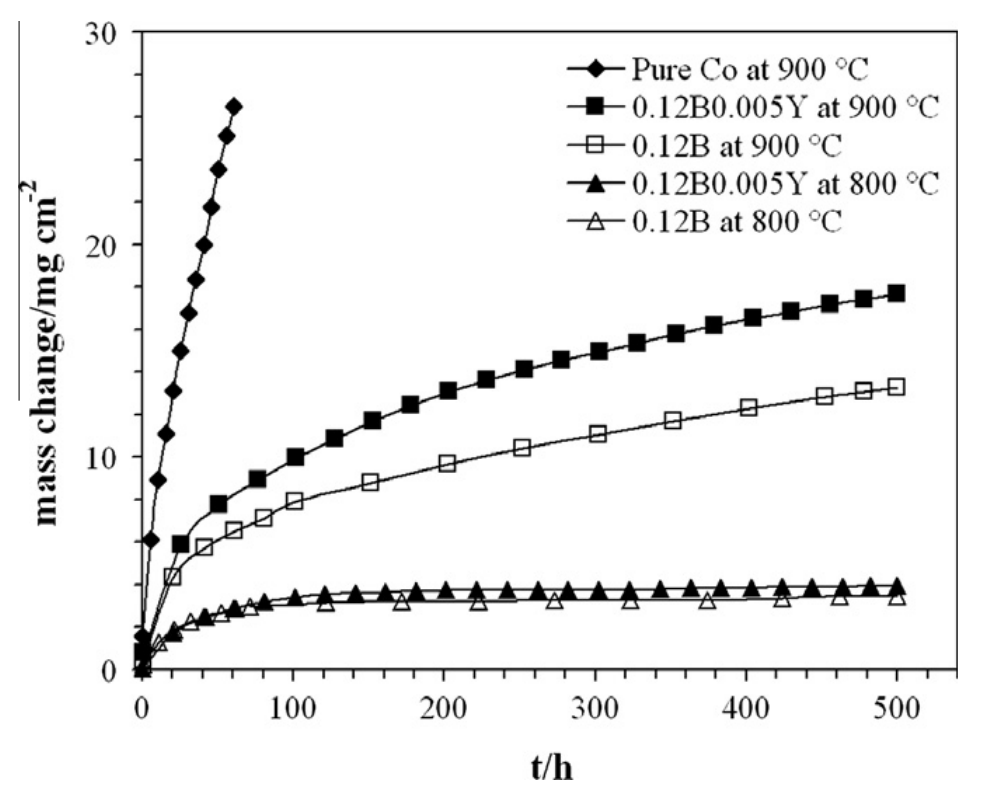 30
20
10
0
mass change/mg cm-2
Pure Co at 900 °C
0.12B0.005Y at 900 °C
0.12B at 900 °C
0.12B0.005Y at 800 °C
0.12B at 800 °C
0 100 200 300 400 500
t/h